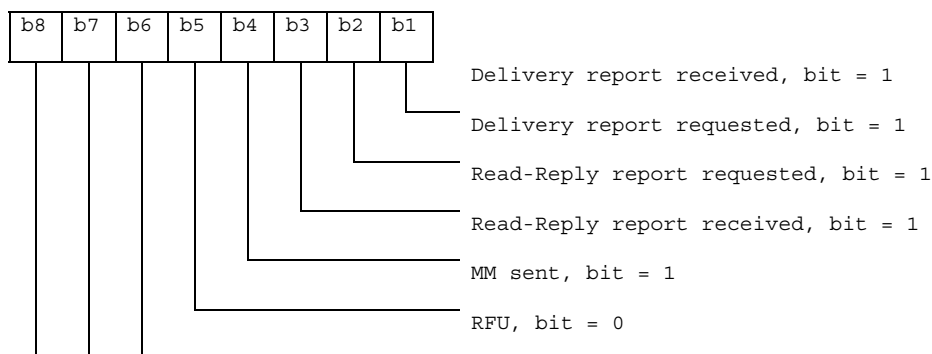 b8 b7 b6 b5 b4 b3 b2 b1
Delivery report received, bit = 1
Delivery report requested, bit = 1
Read-Reply report requested, bit = 1
Read-Reply report received, bit = 1
MM sent, bit = 1
RFU, bit = 0